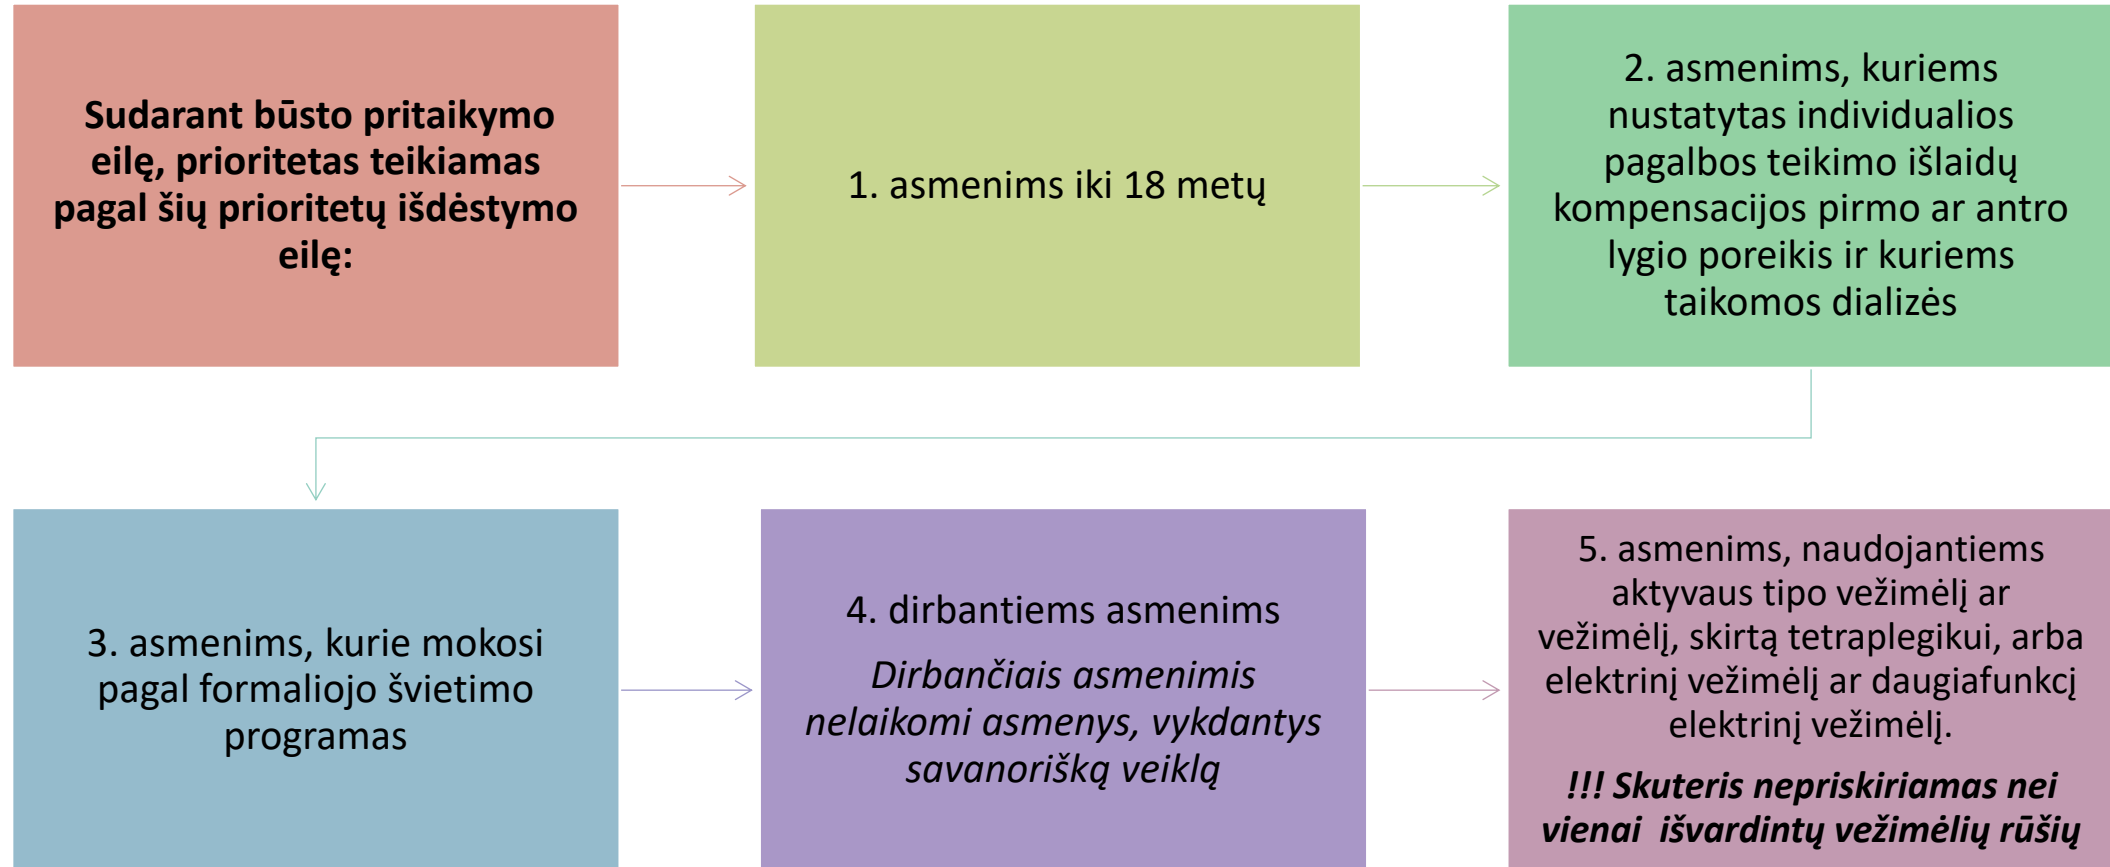 Sudarant būsto pritaikymo
eilę, prioritetas teikiamas
pagal šių prioritetų išdėstymo
eilę:
1. asmenims iki 18 metų
2. asmenims, kuriems
nustatytas individualios
pagalbos teikimo išlaidų
kompensacijos pirmo ar antro
lygio poreikis ir kuriems
taikomos dializės
3. asmenims, kurie mokosi
pagal formaliojo švietimo
programas
4. dirbantiems asmenims
Dirbančiais asmenimis
nelaikomi asmenys, vykdantys
savanorišką veiklą
5. asmenims, naudojantiems
aktyvaus tipo vežimėlį ar
vežimėlį, skirtą tetraplegikui, arba
elektrinį vežimėlį ar daugiafunkcį
elektrinį vežimėlį.
!!! Skuteris nepriskiriamas nei
vienai išvardintų vežimėlių rūšių